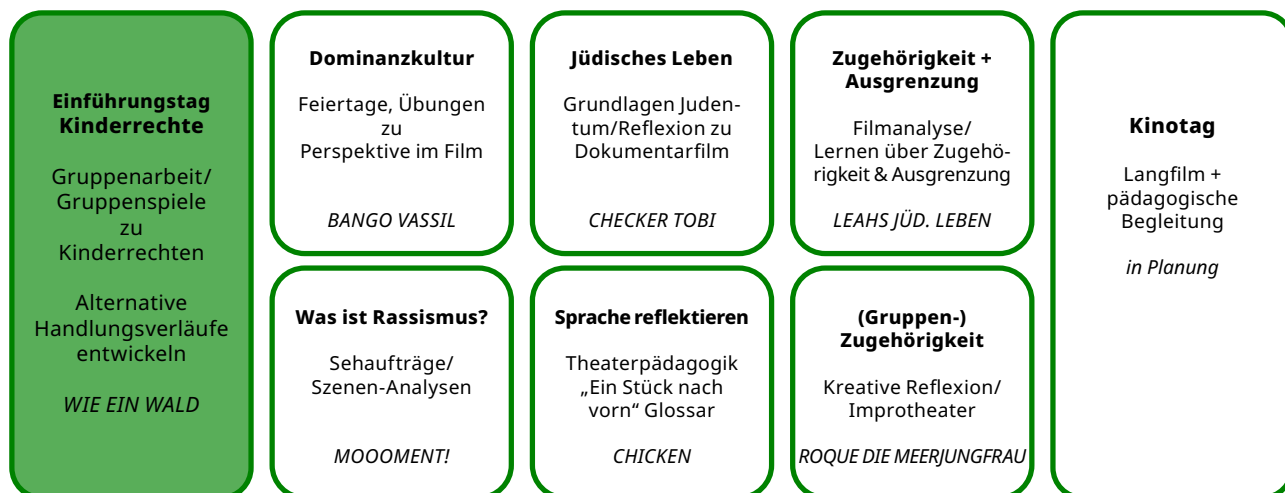 Einführungstag
Kinderrechte
Gruppenarbeit/
Gruppenspiele
zu
Kinderrechten
Alternative
Handlungsverläufe
entwickeln
WIE EIN WALD
Dominanzkultur
Feiertage, Übungen
zu
Perspektive im Film
BANGO VASSIL
Jüdisches Leben
Grundlagen Juden-
tum/Reflexion zu
Dokumentarfilm
CHECKER TOBI
Zugehörigkeit +
Ausgrenzung
Filmanalyse/
Lernen über Zugehö-
rigkeit & Ausgrenzung
LEAHS JÜD. LEBEN
Was ist Rassismus?
Sehaufträge/
Szenen-Analysen
MOOOMENT!
Sprache reflektieren
Theaterpädagogik
„Ein Stück nach
vorn“ Glossar
CHICKEN
(Gruppen-)
Zugehörigkeit
Kreative Reflexion/
Improtheater
ROQUE DIE MEERJUNGFRAU
Kinotag
Langfilm +
pädagogische
Begleitung
in Planung